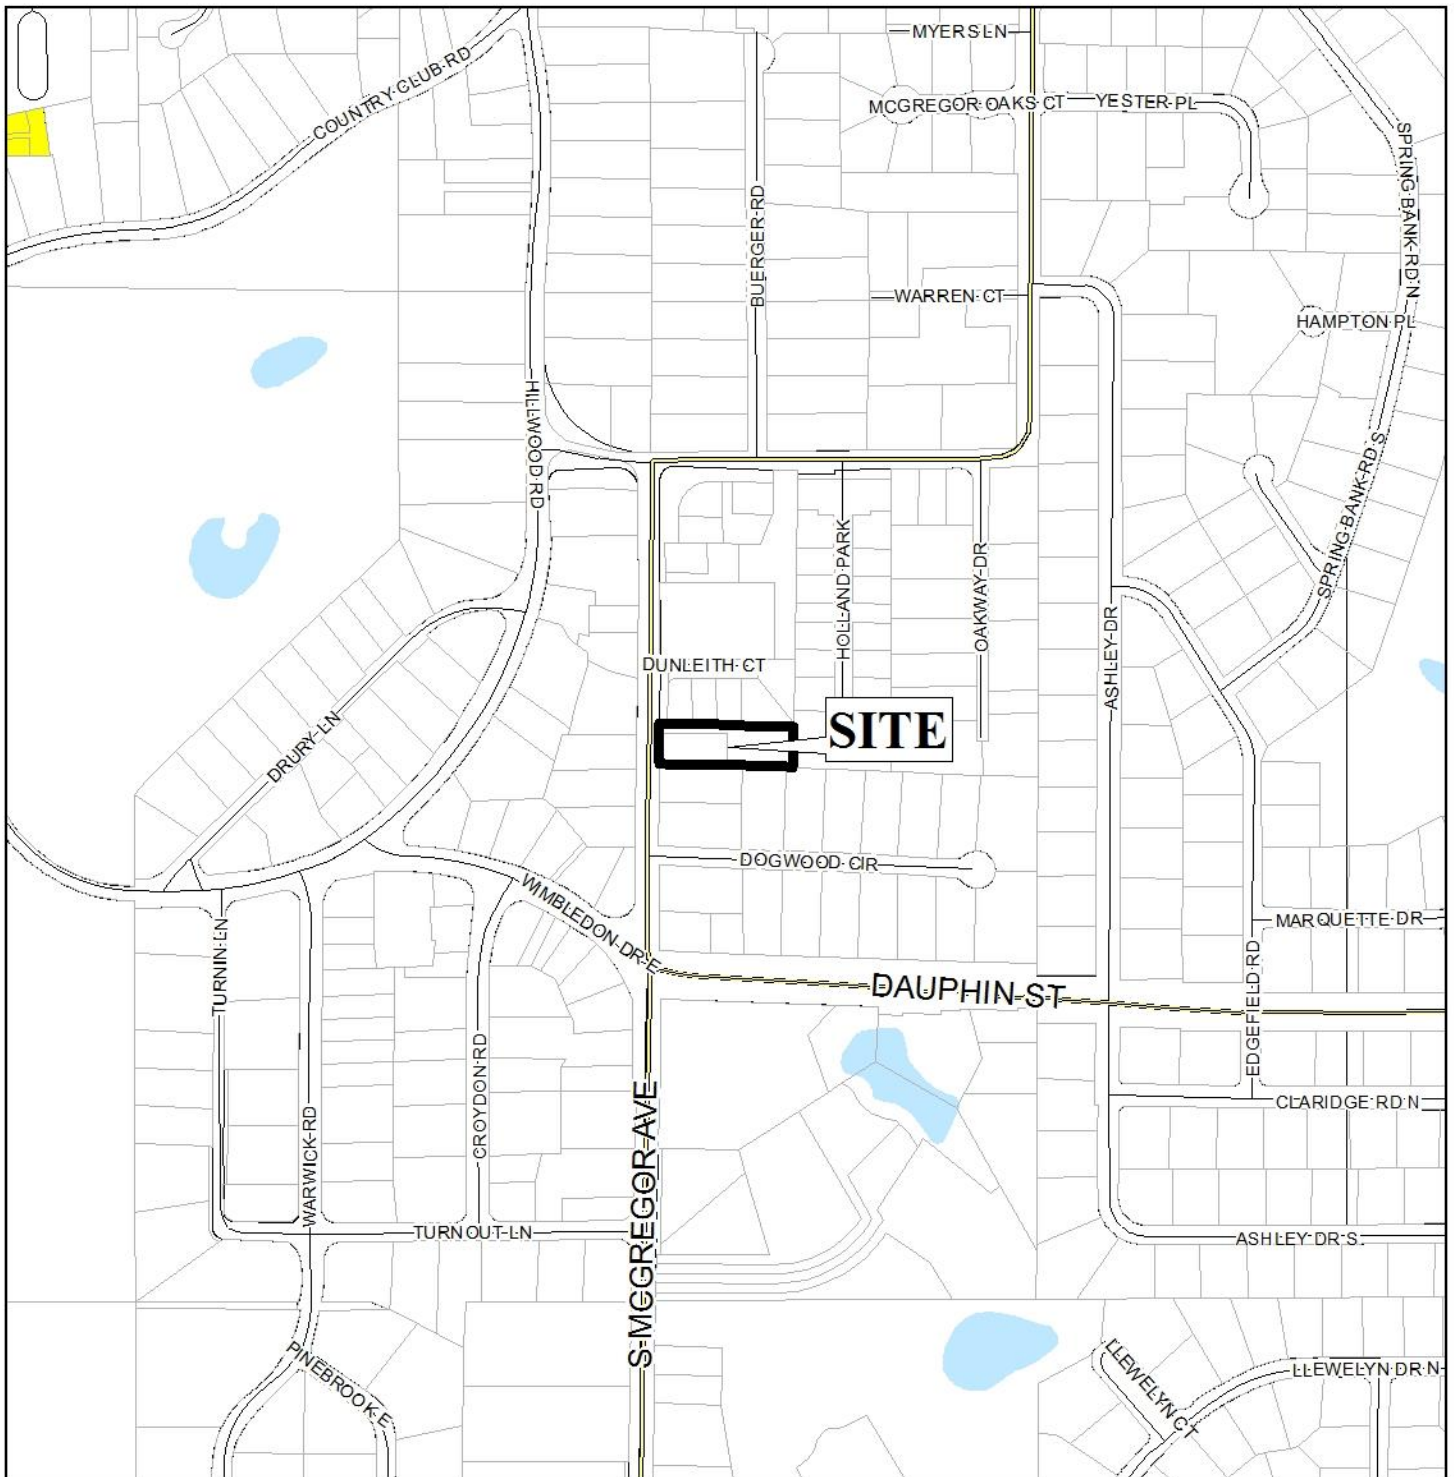 MYERS LN
COUNTRY CLUB RD
MCGREGOR OAKS CT
YESTER PL
SPRING BANK RD N
BUERGER RD
WARREN CT
HAMPTON PL
HILLWOOD RD
SPRING BANK RD S
HOLLAND PARK
OAKWAY DR
ASHLEY DR
DUNLEITH CT
SITE
DRURY LN
DOGWOOD CIR
WIMBLEDON DR E
MARQUETTE DR
TURNIN LN
DAUPHIN ST
EDGEFIELD RD
CROYDON RD
CLARIDGE RD N
WARWICK RD
S MCGREGOR AVE
TURNOUT LN
ASHLEY DR S
PINEBROOK E
LLEWELYN CT
LLEWELYN DR N